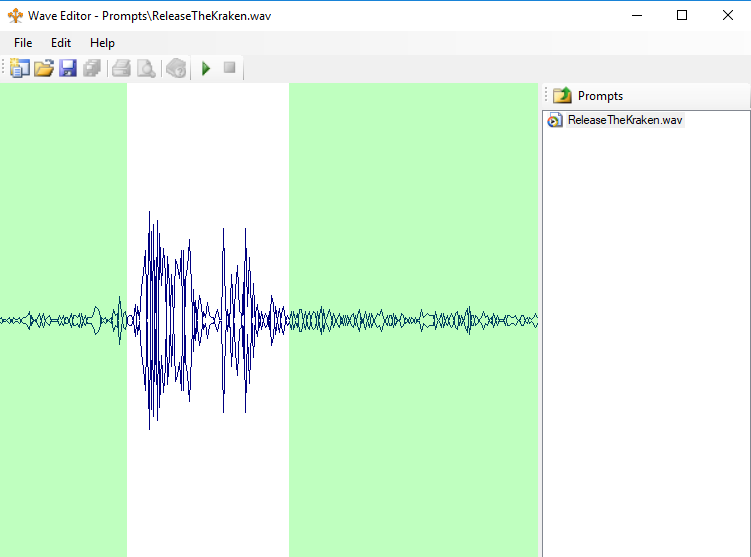 Wave Editor - Prompts\ReleaseTheKraken.wav
File Edit Help
Prompts
ReleaseTheKraken.wav